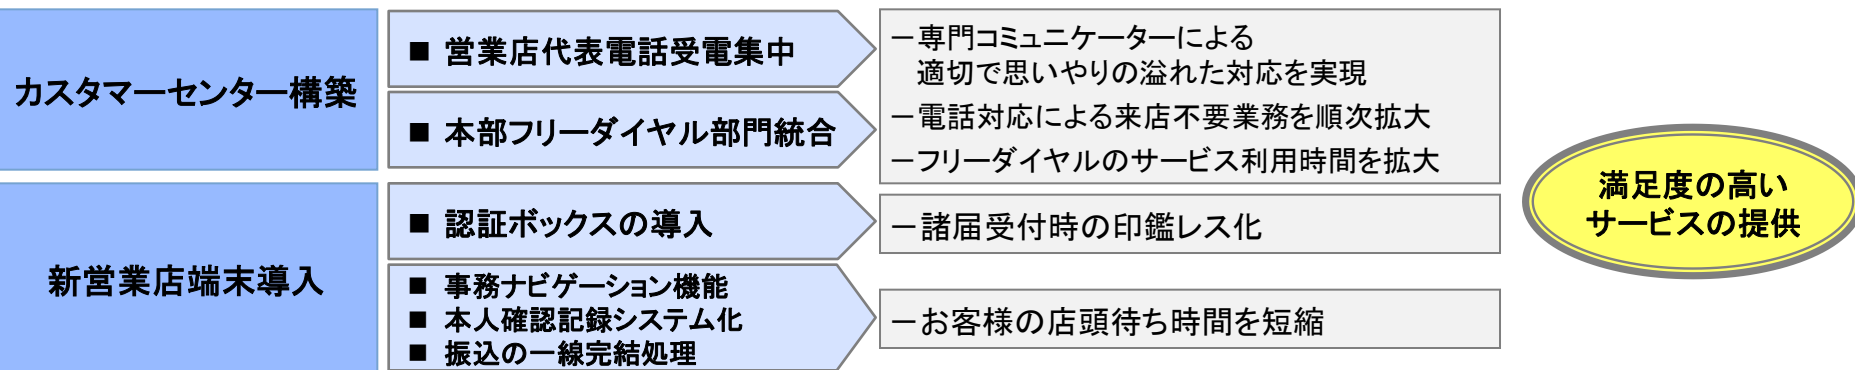 カスタマーセンター構築
■ 営業店代表電話受電集中
■ 本部フリーダイヤル部門統合
－専門コミュニケーターによる
適切で思いやりの溢れた対応を実現
－電話対応による来店不要業務を順次拡大
－フリーダイヤルのサービス利用時間を拡大
新営業店端末導入
■ 認証ボックスの導入
－諸届受付時の印鑑レス化
■ 事務ナビゲーション機能
■ 本人確認記録システム化
■ 振込の一線完結処理
－お客様の店頭待ち時間を短縮
満足度の高い
サービスの提供